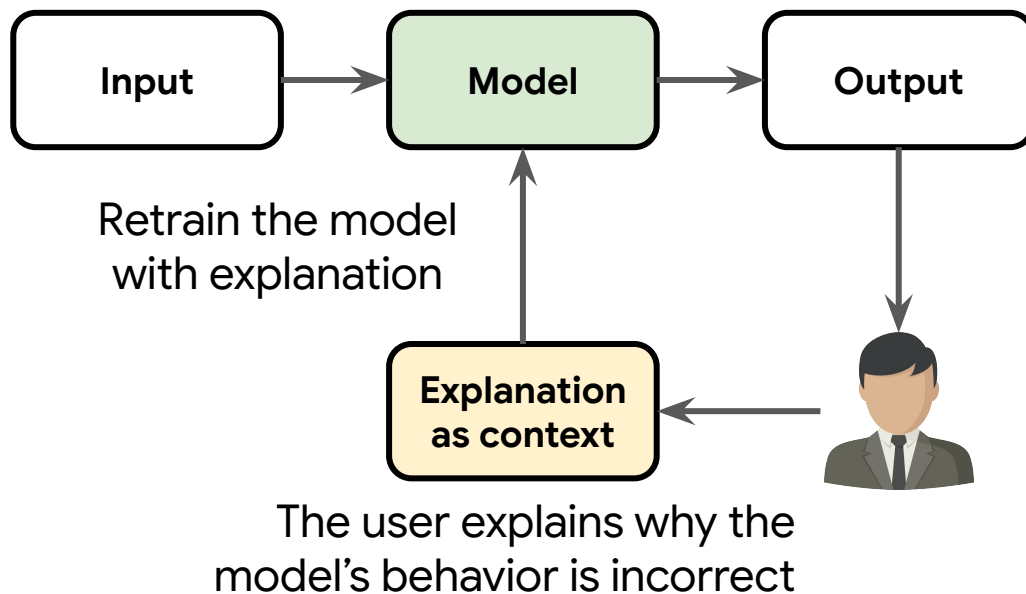 Input
Model
Output
Retrain the model
with explanation
Explanation
as context
The user explains why the
model’s behavior is incorrect